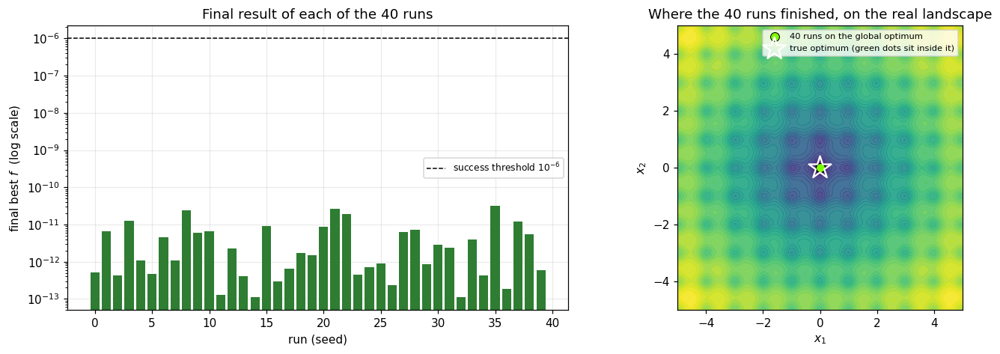 Final result of each of the 40 runs
final best f (log scale)
10⁻⁶
10⁻⁷
10⁻⁸
10⁻⁹
10⁻¹⁰
10⁻¹¹
10⁻¹²
10⁻¹³
success threshold 10⁻⁶
0 5 10 15 20 25 30 35 40
run (seed)
Where the 40 runs finished, on the real landscape
40 runs on the global optimum
true optimum (green dots sit inside it)
x₂
4
2
0
−2
−4
−4 −2 0 2 4
x₁